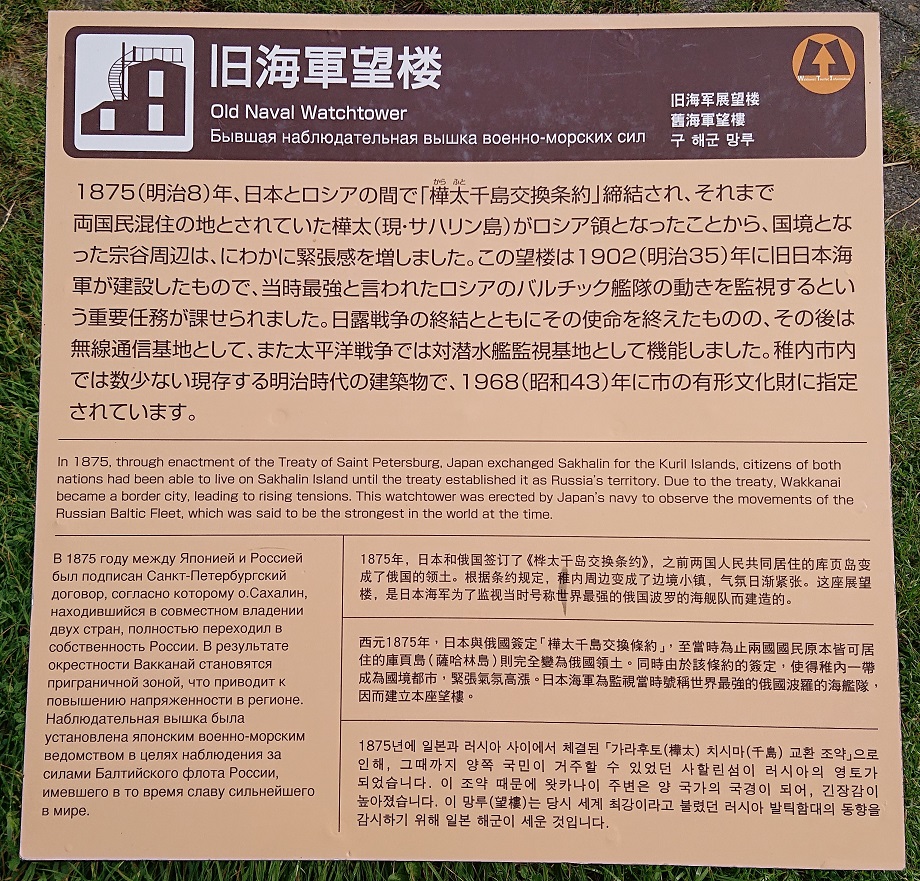 旧海軍望楼
Old Naval Watchtower
Бывшая наблюдательная вышка военно-морских сил
旧海军展望楼
舊海軍望樓
구 해군 망루
から ふと
1875(明治8)年、日本とロシアの間で「樺太千島交換条約」締結され、それまで
両国民混住の地とされていた樺太(現・サハリン島)がロシア領となったことから、国境とな
った宗谷周辺は、にわかに緊張感を増しました。この望楼は1902(明治35)年に旧日本海
軍が建設したもので、当時最強と言われたロシアのバルチック艦隊の動きを監視するとい
う重要任務が課せられました。日露戦争の終結とともにその使命を終えたものの、その後は
無線通信基地として、また太平洋戦争では対潜水艦監視基地として機能しました。稚内市内
では数少ない現存する明治時代の建築物で、1968(昭和43)年に市の有形文化財に指定
されています。
In 1875, through enactment of the Treaty of Saint Petersburg, Japan exchanged Sakhalin for the Kuril Islands, citizens of both
nations had been able to live on Sakhalin Island until the treaty established it as Russia's territory. Due to the treaty, Wakkanai
became a border city, leading to rising tensions. This watchtower was erected by Japan's navy to observe the movements of the
Russian Baltic Fleet, which was said to be the strongest in the world at the time.
В 1875 году между Японией и Россией
был подписан Санкт-Петербургский
договор, согласно которому о.Сахалин,
находившийся в совместном владении
двух стран, полностью переходил в
собственность России. В результате
окрестности Вакканай становятся
приграничной зоной, что приводит к
повышению напряженности в регионе.
Наблюдательная вышка была
установлена японским военно-морским
ведомством в целях наблюдения за
силами Балтийского флота России,
имевшего в то время славу сильнейшего
в мире.
1875年，日本和俄国签订了《桦太千岛交换条约》，之前两国人民共同居住的库页岛变
成了俄国的领土。根据条约规定，稚内周边变成了边境小镇，气氛日渐紧张。这座展望
楼，是日本海军为了监视当时号称世界最强的俄国波罗的海舰队而建造的。
西元1875年，日本與俄國簽定「樺太千島交換條約」，至當時為止兩國國民原本皆可居
住的庫頁島（薩哈林島）則完全變為俄國領土。同時由於該條約的簽定，使得稚內一帶
成為國境都市，緊張氣氛高漲。日本海軍為監視當時號稱世界最強的俄國波羅的海艦隊，
因而建立本座望樓。
1875년에 일본과 러시아 사이에서 체결된 「가라후토(樺太) 치시마(千島) 교환 조약」으로
인해, 그때까지 양쪽 국민이 거주할 수 있었던 사할린섬이 러시아의 영토가
되었습니다. 이 조약 때문에 왓카나이 주변은 양 국가의 국경이 되어, 긴장감이
높아졌습니다. 이 망루(望樓)는 당시 세계 최강이라고 불렸던 러시아 발틱함대의 동향을
감시하기 위해 일본 해군이 세운 것입니다.